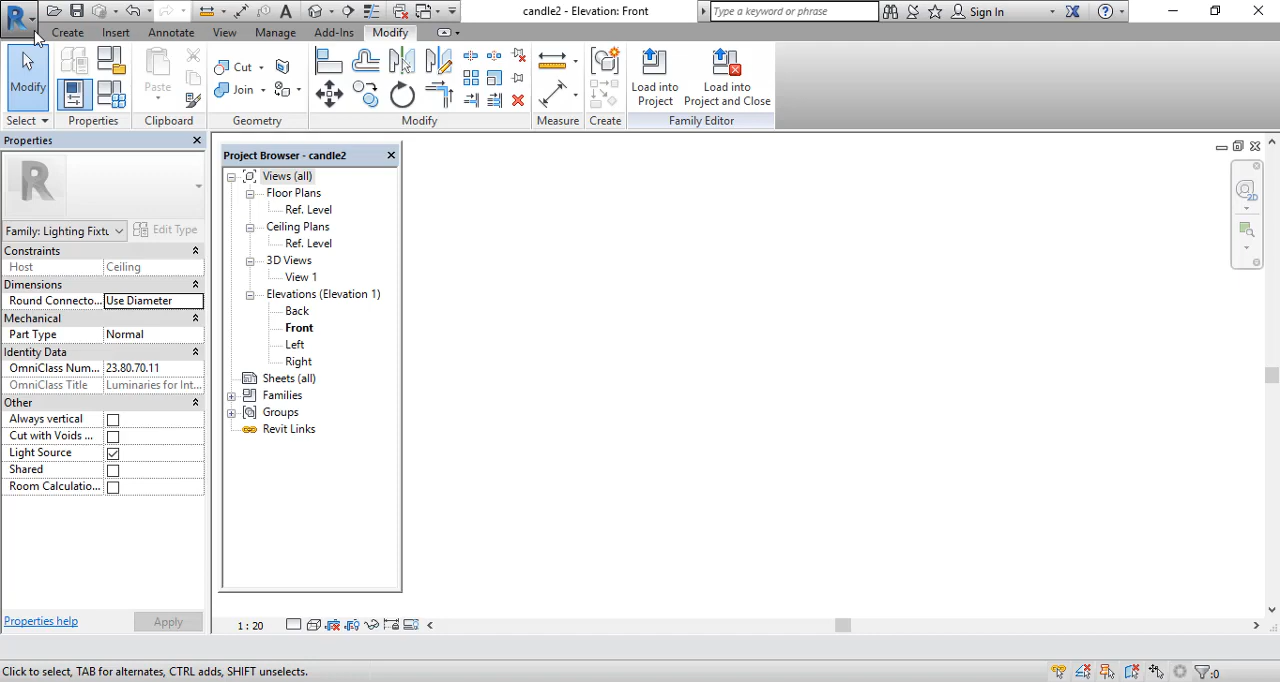 candle2 - Elevation: Front
Type a keyword or phrase
Sign In
Create Insert Annotate View Manage Add-Ins Modify
Modify
Cut
Join
Paste
Load into Project
Load into Project and Close
Select
Properties
Clipboard
Geometry
Modify
Measure
Create
Family Editor
Properties
R
Family: Lighting Fixtu
Edit Type
Constraints
Host Ceiling
Dimensions
Round Connecto... Use Diameter
Mechanical
Part Type Normal
Identity Data
OmniClass Num... 23.80.70.11
OmniClass Title Luminaries for Int...
Other
Always vertical
Cut with Voids ...
Light Source
Shared
Room Calculatio...
Properties help
Apply
Project Browser - candle2
Views (all)
Floor Plans
Ref. Level
Ceiling Plans
Ref. Level
3D Views
View 1
Elevations (Elevation 1)
Back
Front
Left
Right
Sheets (all)
Families
Groups
Revit Links
2D
1 : 20
Click to select, TAB for alternates, CTRL adds, SHIFT unselects.
:0